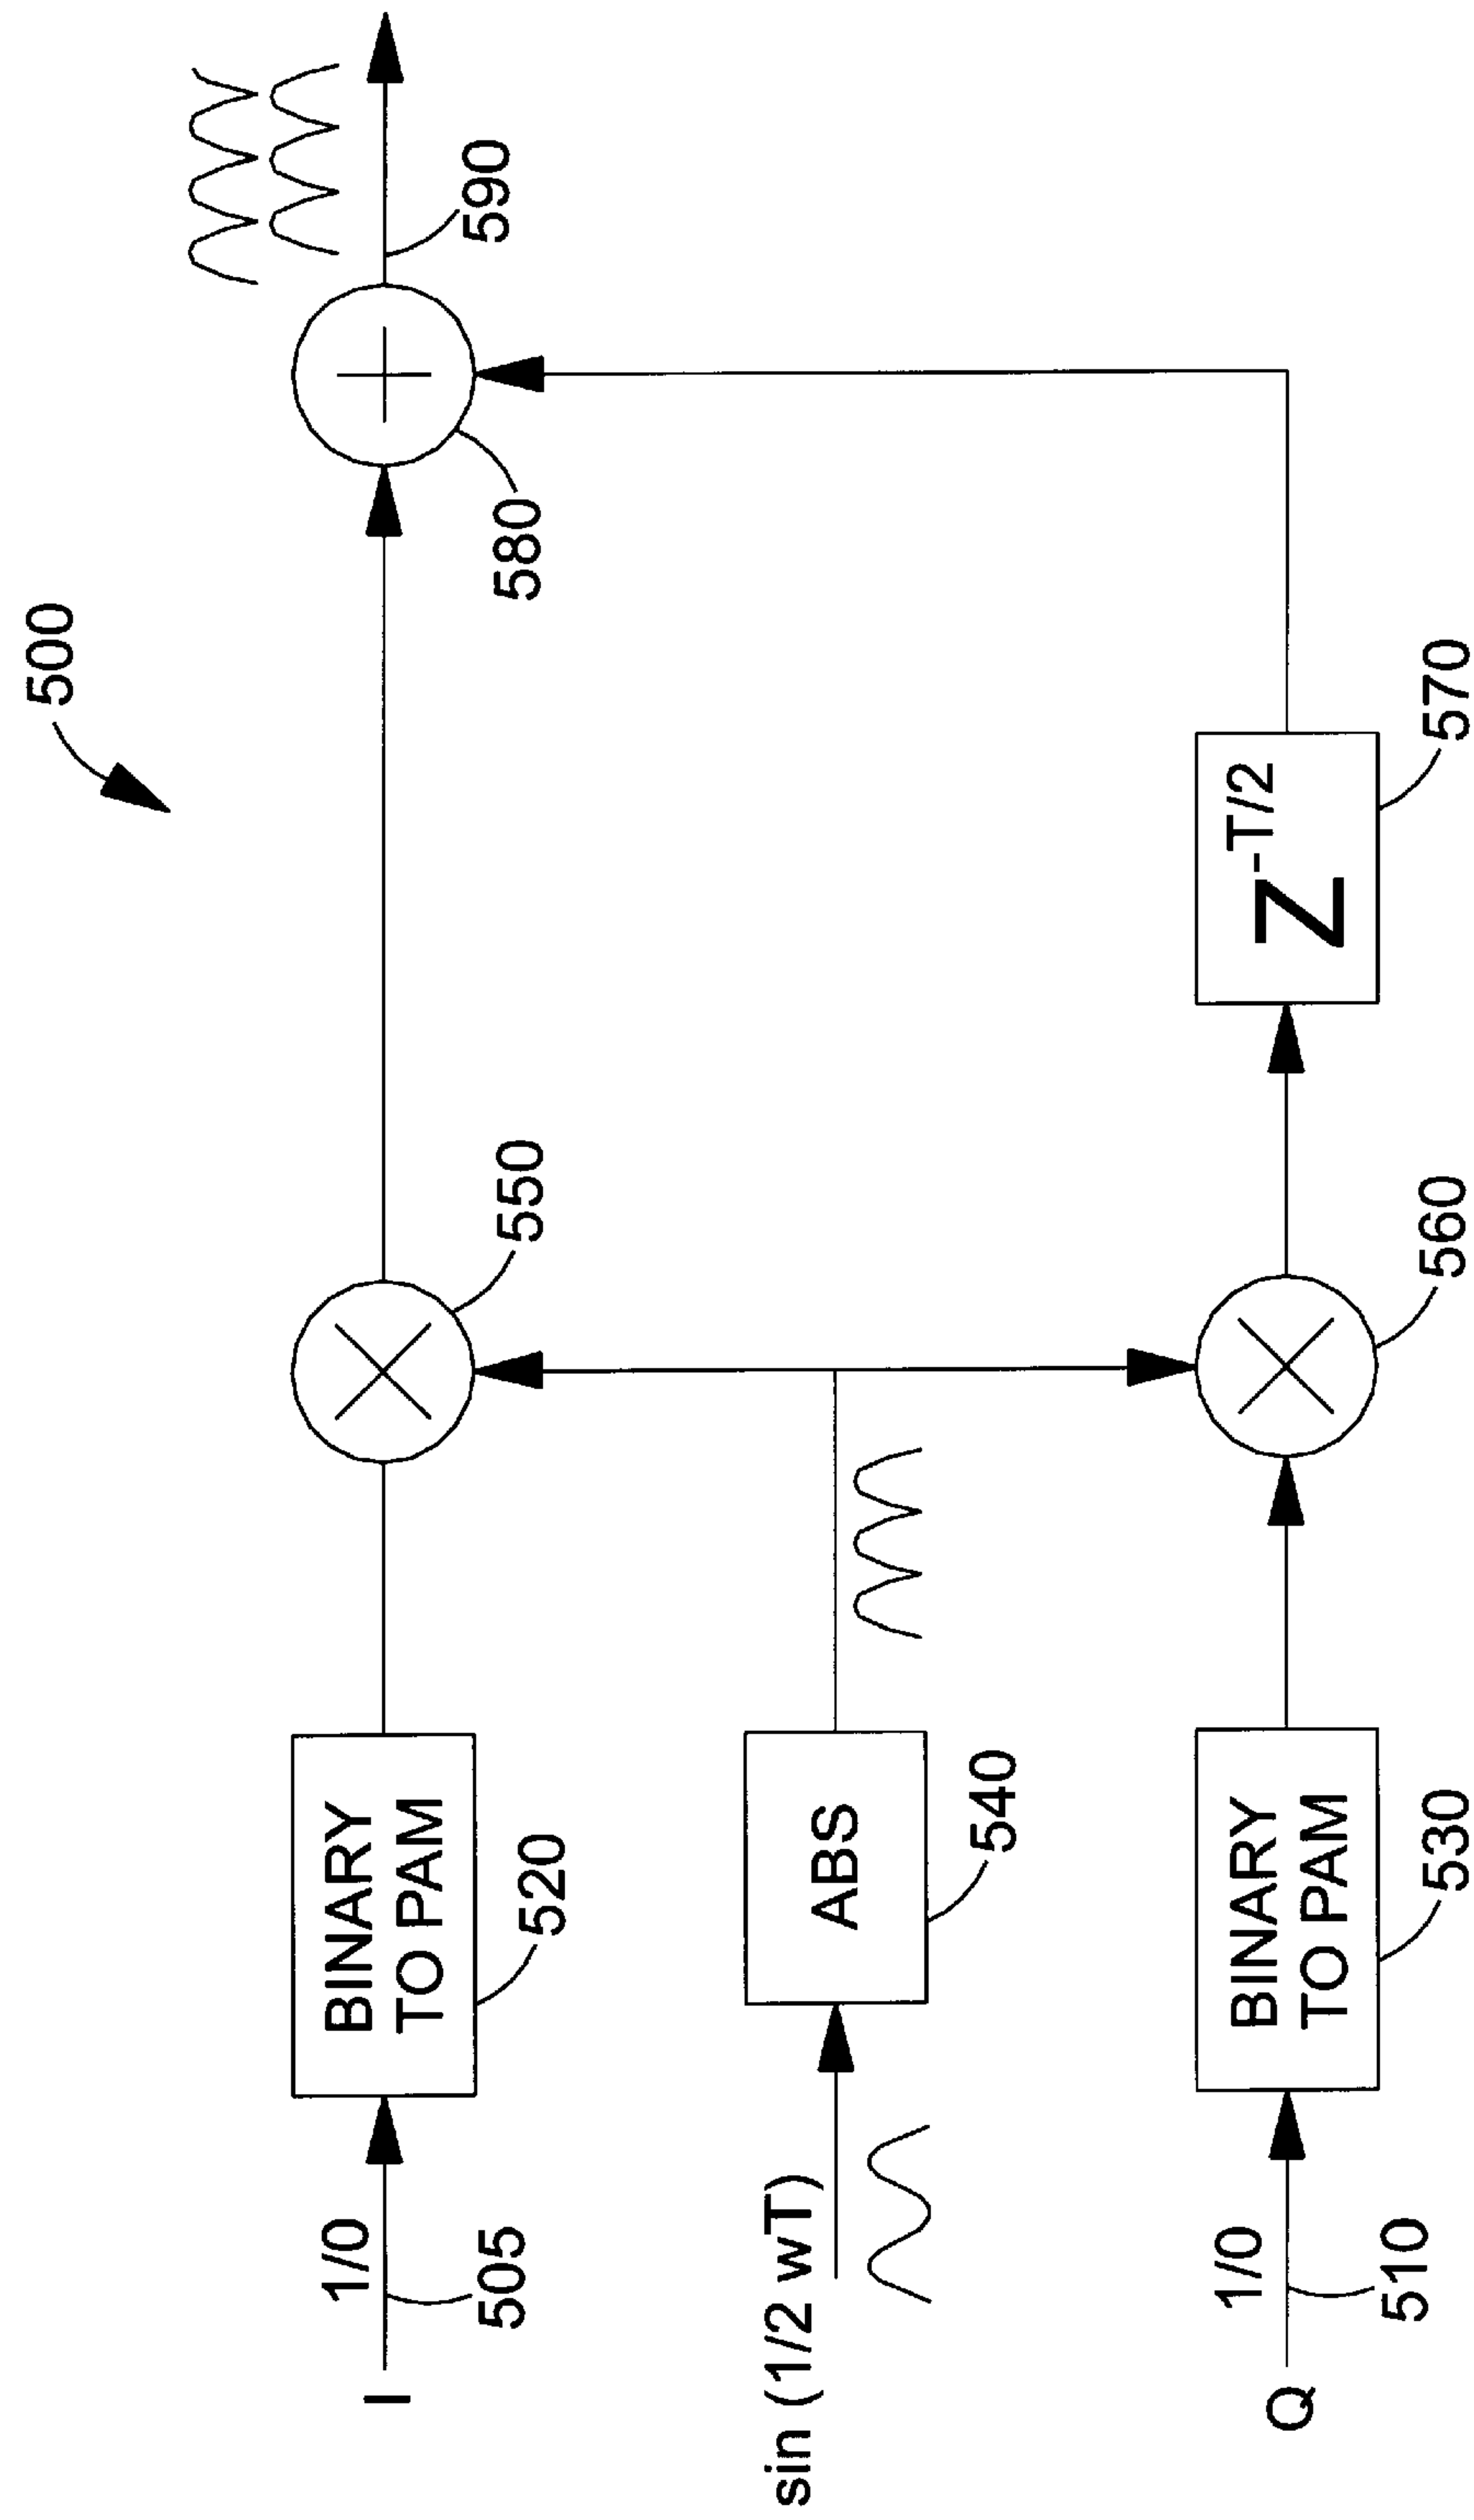 500
I
1/0
505
BINARY
TO PAM
520
550
580
590
sin (1/2 wT)
ABS
540
Q
1/0
510
BINARY
TO PAM
530
560
Z-T/2
570